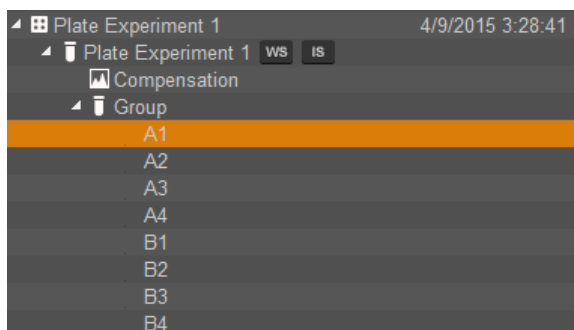 Plate Experiment 1 4/9/2015 3:28:41
Plate Experiment 1 WS IS
Compensation
Group
A1
A2
A3
A4
B1
B2
B3
B4